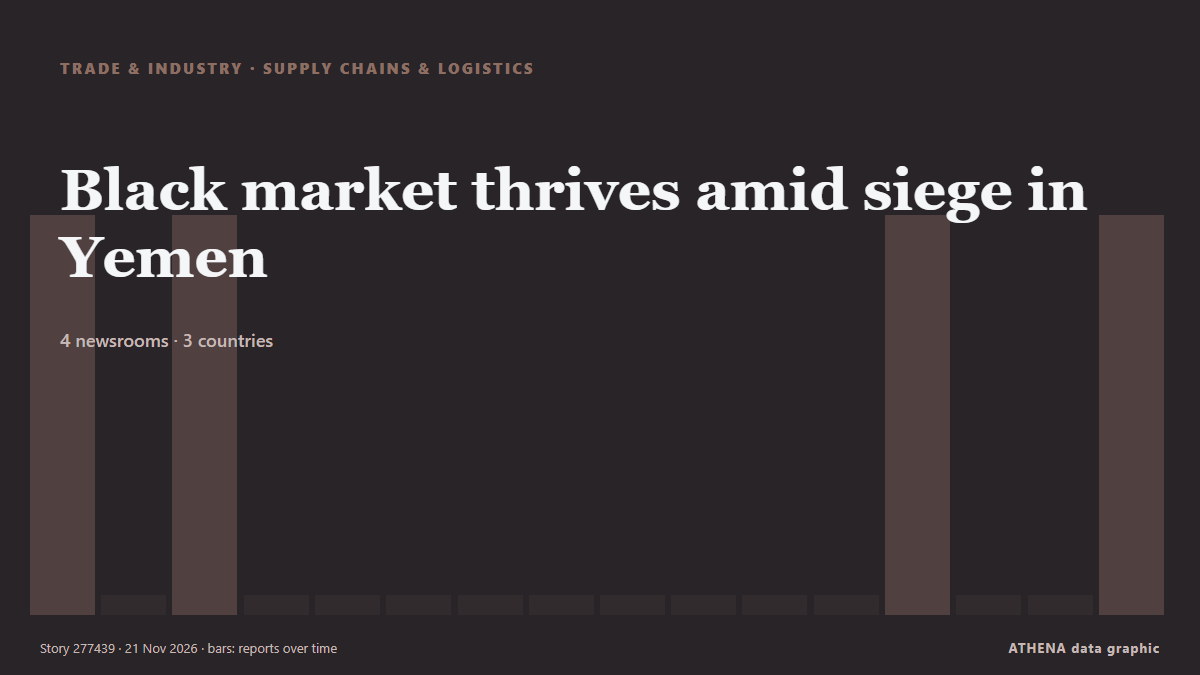 TRADE & INDUSTRY · SUPPLY CHAINS & LOGISTICS
Black market thrives amid siege in
Yemen
4 newsrooms · 3 countries
Story 277439 · 21 Nov 2026 · bars: reports over time
ATHENA data graphic